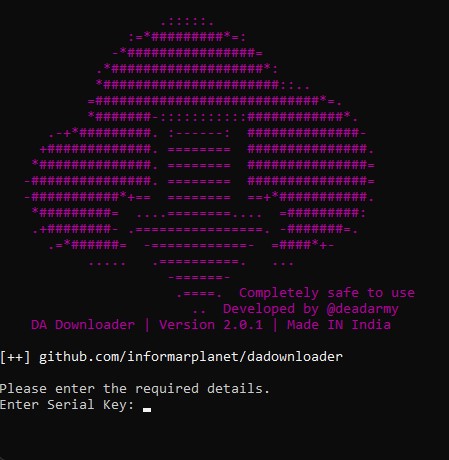 Completely safe to use
.. Developed by @deadarmy
DA Downloader | Version 2.0.1 | Made IN India
[++] github.com/informarplanet/dadownloader
Please enter the required details.
Enter Serial Key: